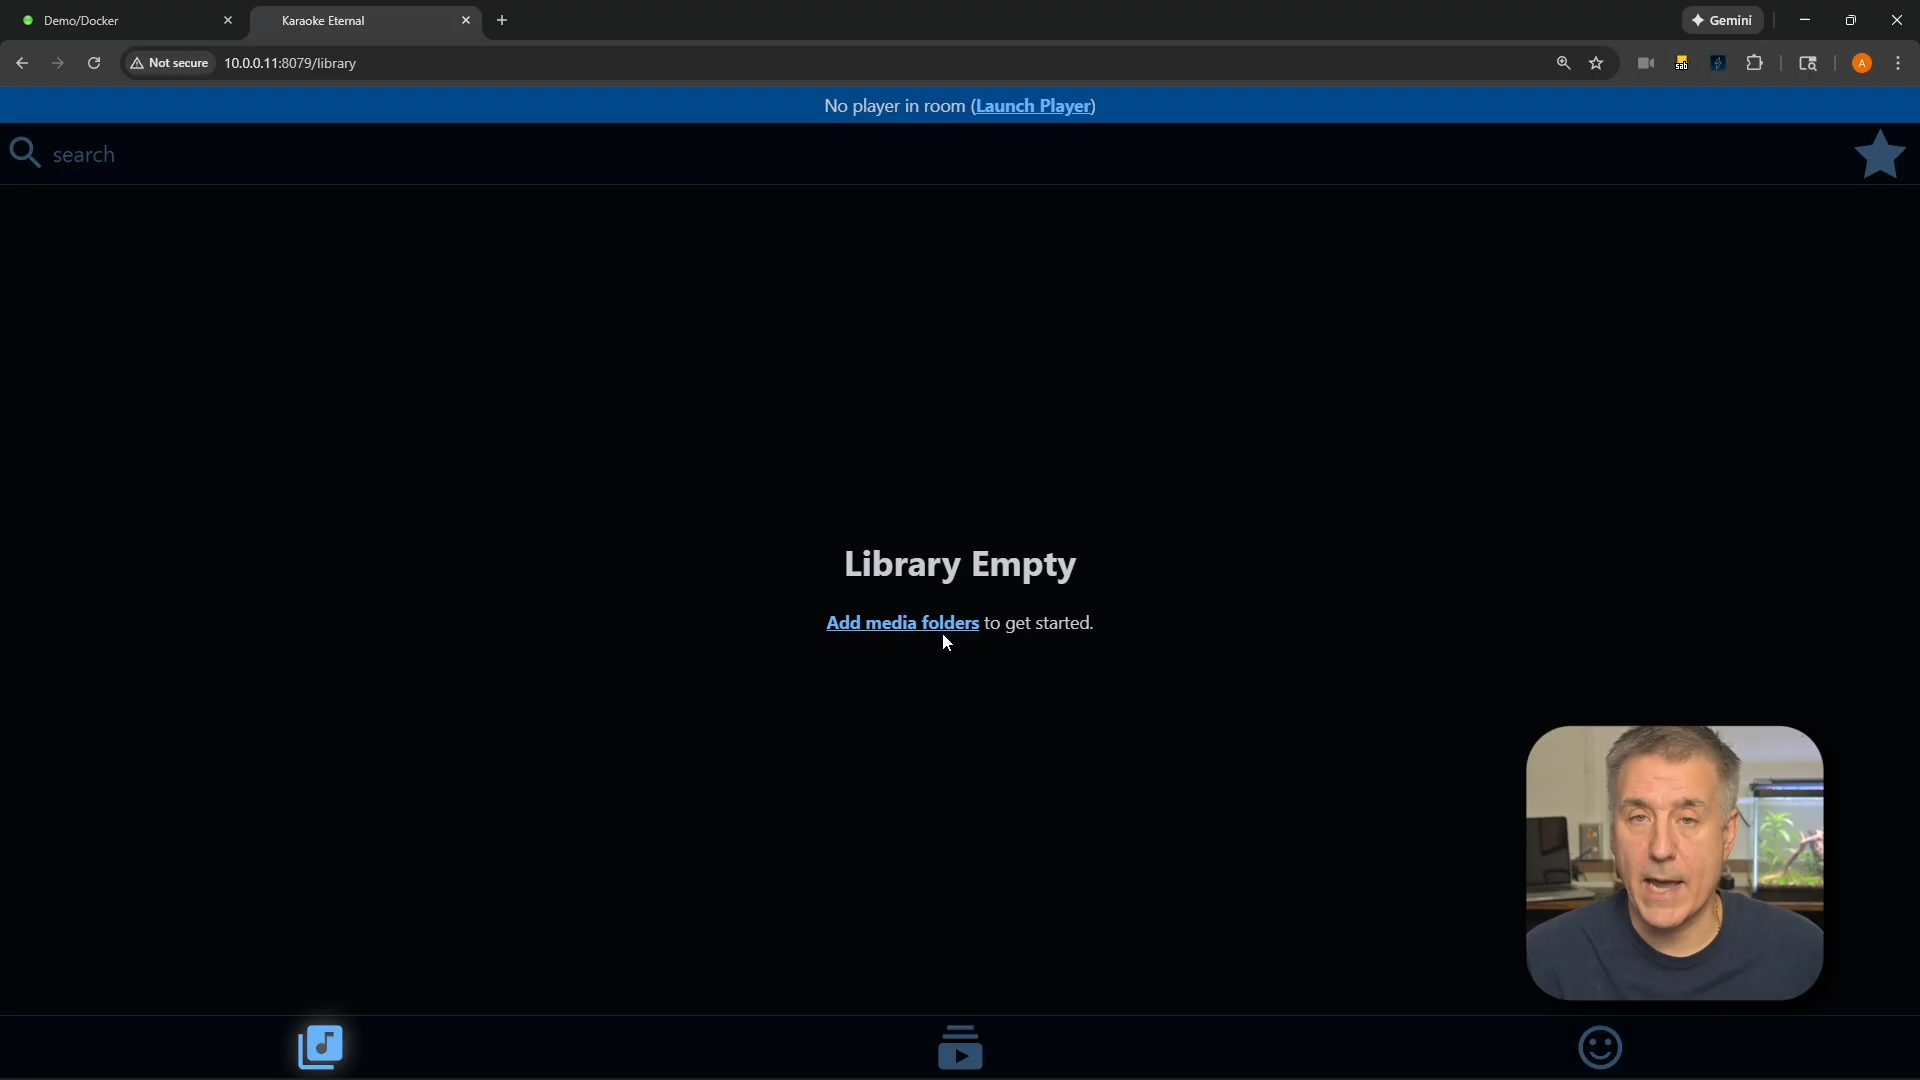 Demo/Docker
Karaoke Eternal
Gemini
Not secure
10.0.0.11:8079/library
sab
A
No player in room (Launch Player)
search
Library Empty
Add media folders to get started.